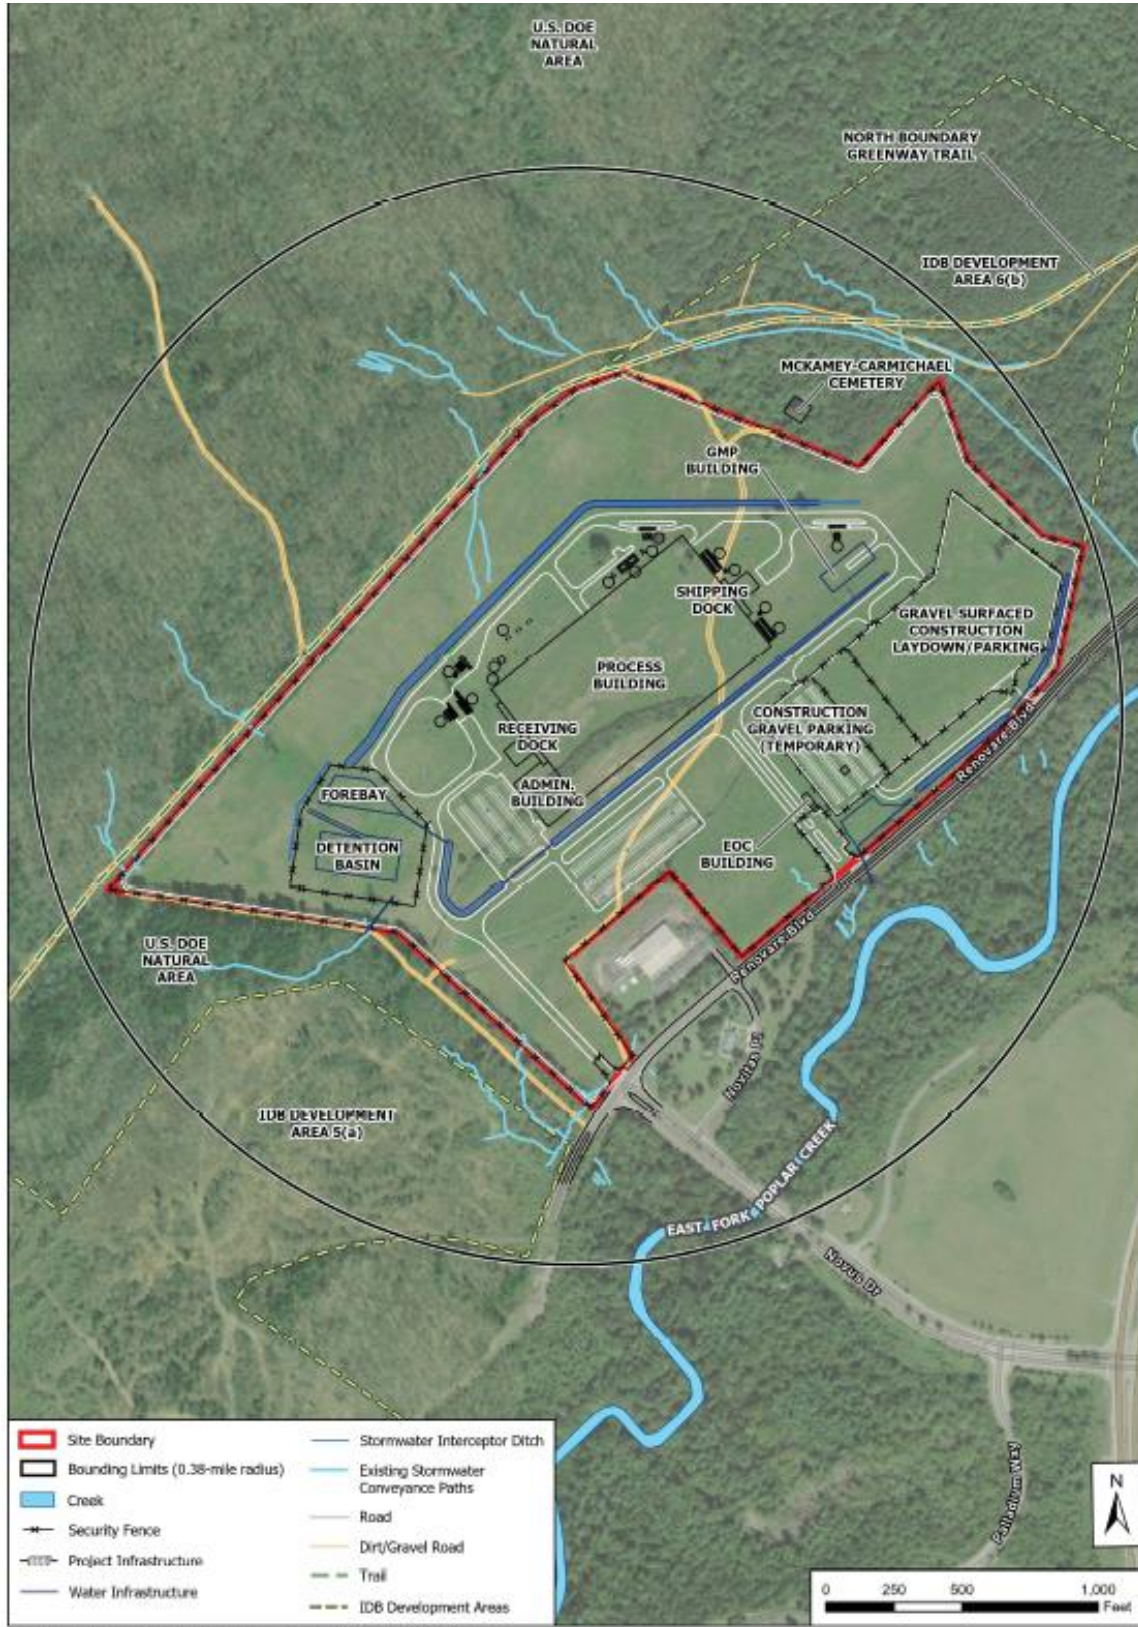 U.S. DOE
NATURAL
AREA
NORTH BOUNDARY
GREENWAY TRAIL
IDB DEVELOPMENT
AREA 6(b)
MCKAMEY-CARMICHAEL
CEMETERY
GMP
BUILDING
SHIPPING
DOCK
GRAVEL SURFACED
CONSTRUCTION
LAYDOWN/PARKING
PROCESS
BUILDING
RECEIVING
DOCK
CONSTRUCTION
GRAVEL PARKING
(TEMPORARY)
Renovare Blvd
ADMIN.
BUILDING
FOREBAY
DETENTION
BASIN
EOC
BUILDING
Renovare Blvd
U.S. DOE
NATURAL
AREA
Novitas Pl
IDB DEVELOPMENT
AREA 5(a)
EAST FORK POPLAR CREEK
Novus Dr
Palladium Way
Site Boundary
Bounding Limits (0.38-mile radius)
Creek
Security Fence
Project Infrastructure
Water Infrastructure
Stormwater Interceptor Ditch
Existing Stormwater
Conveyance Paths
Road
Dirt/Gravel Road
Trail
IDB Development Areas
N
0 250 500 1,000
Feet